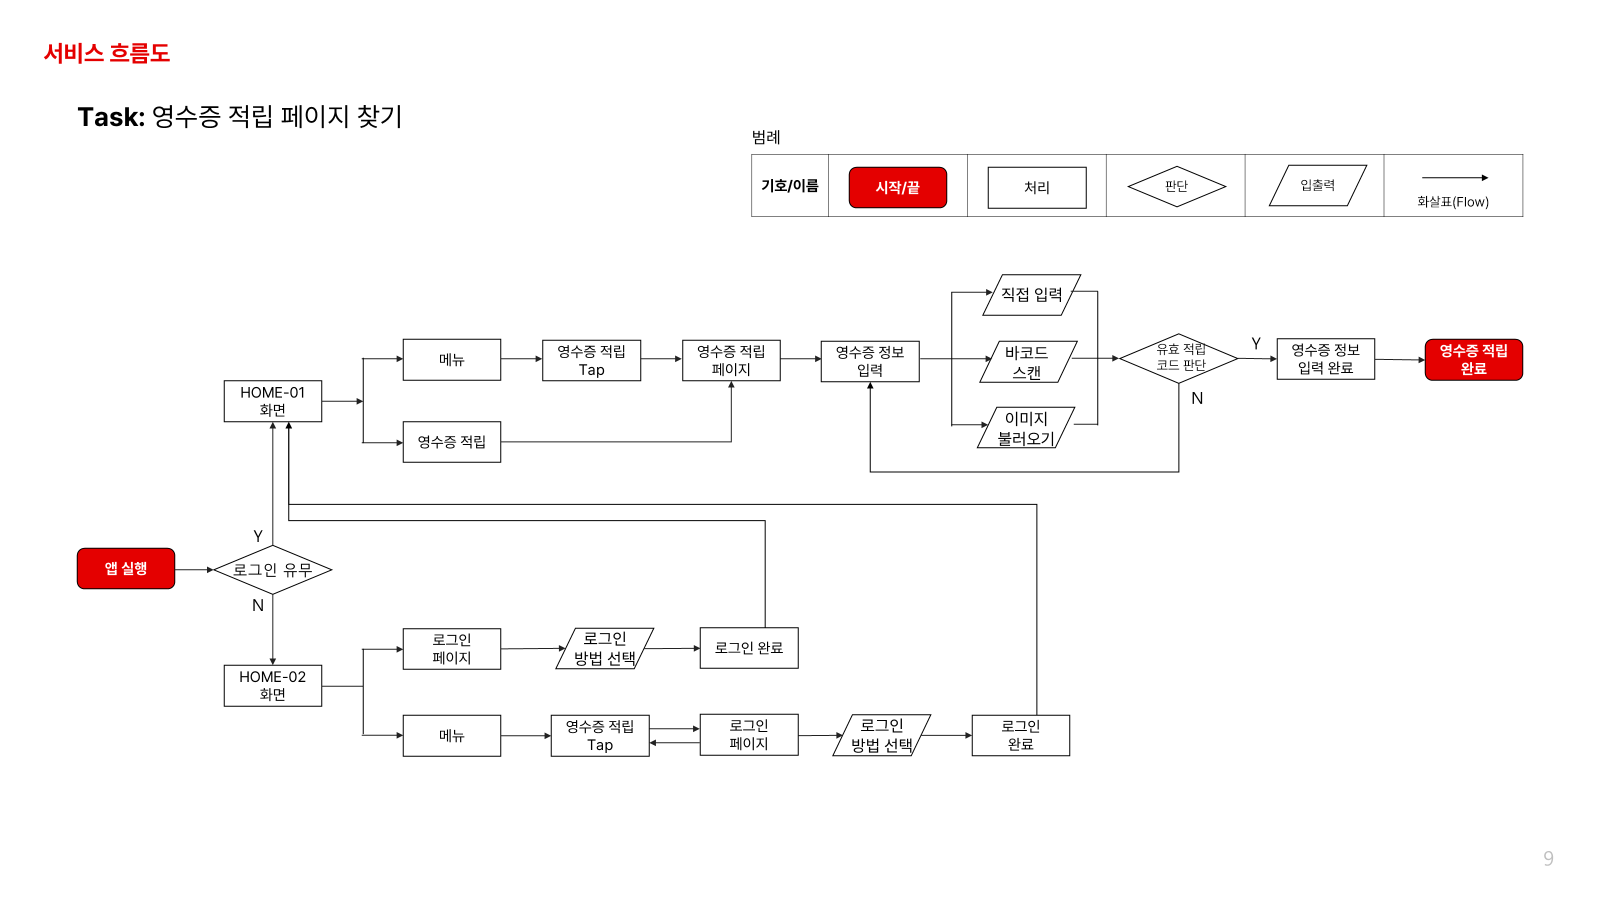 서비스 흐름도
Task: 영수증 적립 페이지 찾기
범례
기호/이름
시작/끝
처리
판단
입출력
화살표(Flow)
직접 입력
메뉴
영수증 적립
Tap
영수증 적립
페이지
영수증 정보
입력
바코드
스캔
유효 적립
코드 판단
Y
영수증 정보
입력 완료
영수증 적립
완료
N
HOME-01
화면
영수증 적립
이미지
불러오기
Y
앱 실행
로그인 유무
N
로그인
페이지
로그인
방법 선택
로그인 완료
HOME-02
화면
메뉴
영수증 적립
Tap
로그인
페이지
로그인
방법 선택
로그인
완료
9